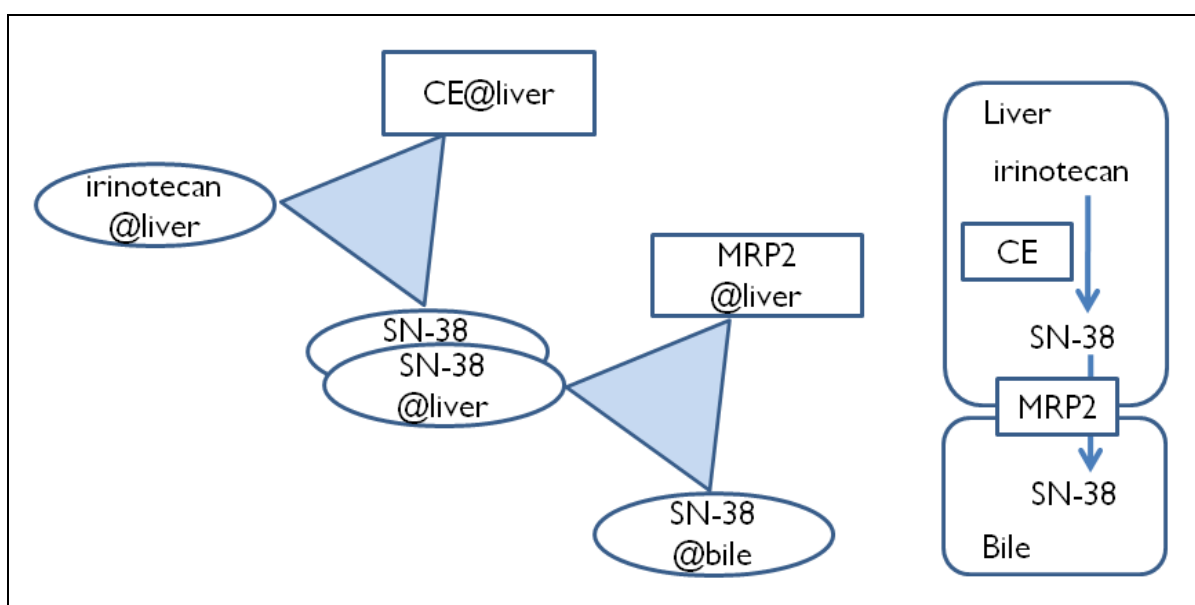 CE@liver
irinotecan
@liver
MRP2
@liver
SN-38
SN-38
@liver
SN-38
@bile
Liver
irinotecan
CE
SN-38
MRP2
SN-38
Bile